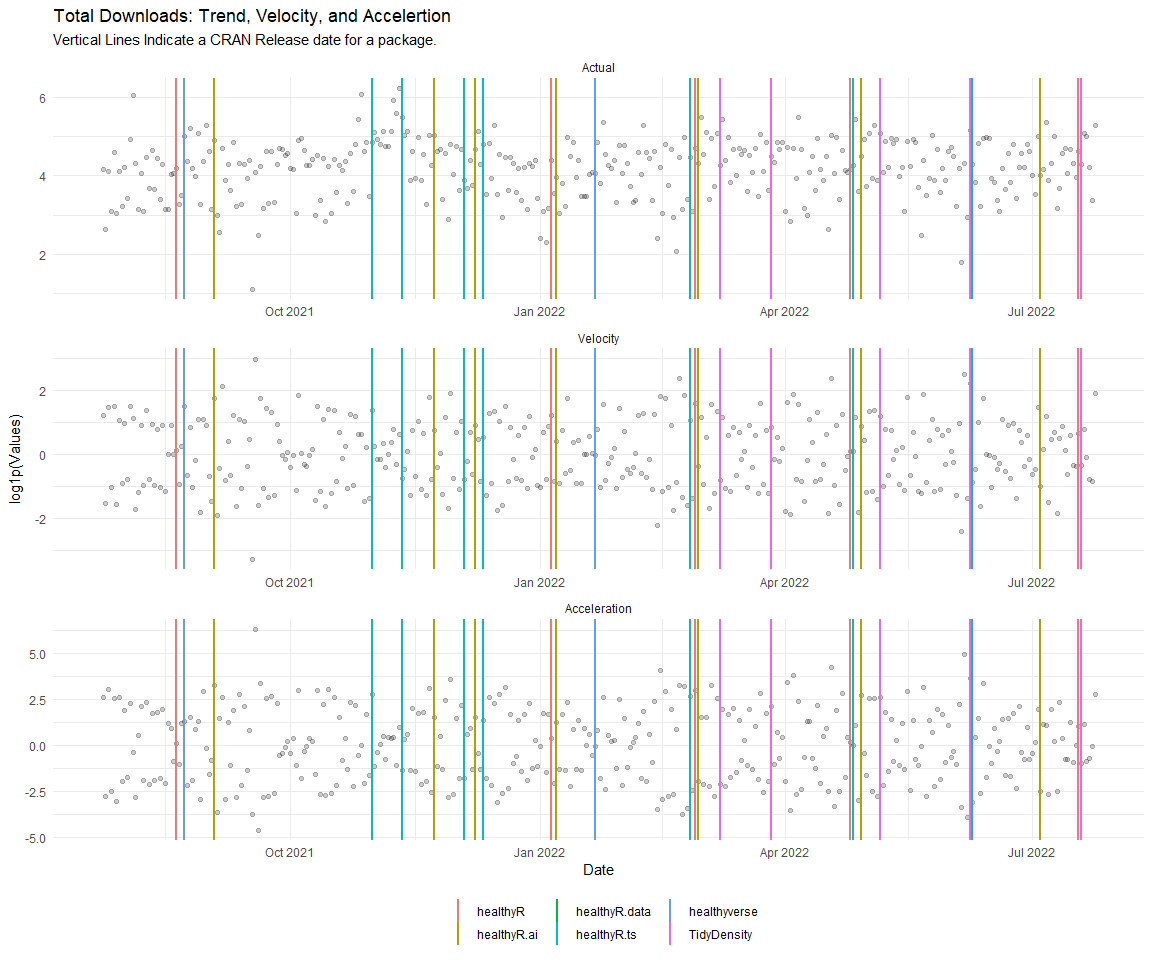 Total Downloads: Trend, Velocity, and Accelertion
Vertical Lines Indicate a CRAN Release date for a package.
Actual
6
4
2
Oct 2021 Jan 2022 Apr 2022 Jul 2022
Velocity
2
0
-2
Oct 2021 Jan 2022 Apr 2022 Jul 2022
Acceleration
5.0
2.5
0.0
-2.5
-5.0
Oct 2021 Jan 2022 Apr 2022 Jul 2022
log1p(Values)
Date
healthyR healthyR.data healthyverse
healthyR.ai healthyR.ts TidyDensity